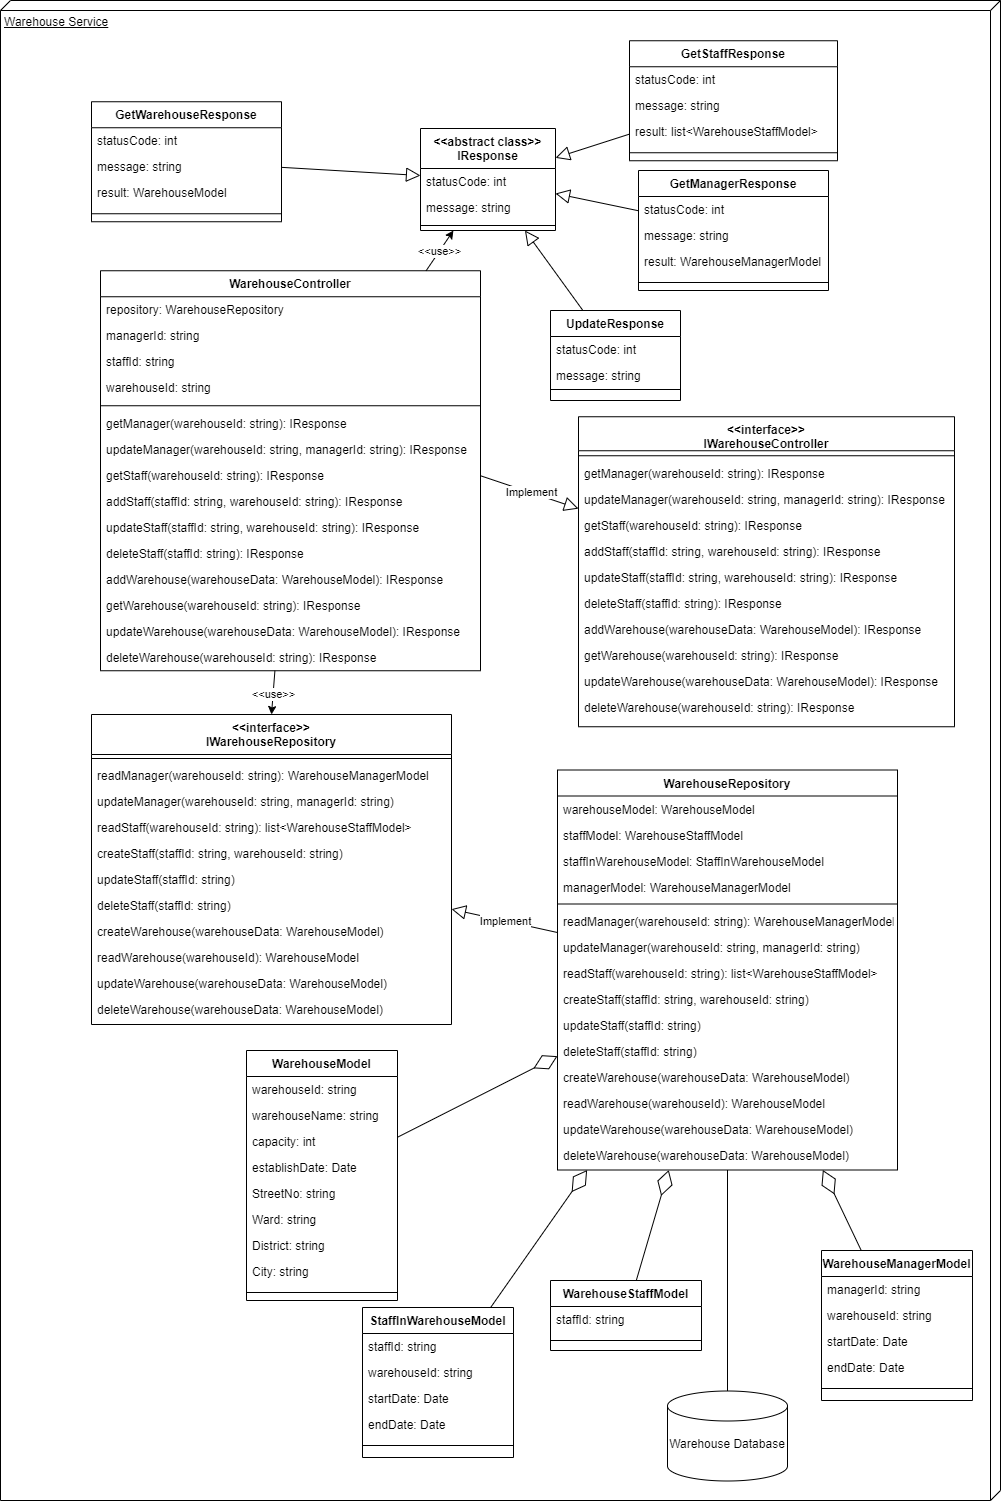 Warehouse Service
GetWarehouseResponse
statusCode: int
message: string
result: WarehouseModel
<<abstract class>>
IResponse
statusCode: int
message: string
GetStaffResponse
statusCode: int
message: string
result: list<WarehouseStaffModel>
GetManagerResponse
statusCode: int
message: string
result: WarehouseManagerModel
<<use>>
UpdateResponse
statusCode: int
message: string
WarehouseController
repository: WarehouseRepository
managerId: string
staffId: string
warehouseId: string
getManager(warehouseId: string): IResponse
updateManager(warehouseId: string, managerId: string): IResponse
getStaff(warehouseId: string): IResponse
addStaff(staffId: string, warehouseId: string): IResponse
updateStaff(staffId: string, warehouseId: string): IResponse
deleteStaff(staffId: string): IResponse
addWarehouse(warehouseData: WarehouseModel): IResponse
getWarehouse(warehouseId: string): IResponse
updateWarehouse(warehouseData: WarehouseModel): IResponse
deleteWarehouse(warehouseId: string): IResponse
Implement
<<interface>>
IWarehouseController
getManager(warehouseId: string): IResponse
updateManager(warehouseId: string, managerId: string): IResponse
getStaff(warehouseId: string): IResponse
addStaff(staffId: string, warehouseId: string): IResponse
updateStaff(staffId: string, warehouseId: string): IResponse
deleteStaff(staffId: string): IResponse
addWarehouse(warehouseData: WarehouseModel): IResponse
getWarehouse(warehouseId: string): IResponse
updateWarehouse(warehouseData: WarehouseModel): IResponse
deleteWarehouse(warehouseId: string): IResponse
<<use>>
<<interface>>
IWarehouseRepository
readManager(warehouseId: string): WarehouseManagerModel
updateManager(warehouseId: string, managerId: string)
readStaff(warehouseId: string): list<WarehouseStaffModel>
createStaff(staffId: string, warehouseId: string)
updateStaff(staffId: string)
deleteStaff(staffId: string)
createWarehouse(warehouseData: WarehouseModel)
readWarehouse(warehouseId): WarehouseModel
updateWarehouse(warehouseData: WarehouseModel)
deleteWarehouse(warehouseData: WarehouseModel)
Implement
WarehouseRepository
warehouseModel: WarehouseModel
staffModel: WarehouseStaffModel
staffInWarehouseModel: StaffInWarehouseModel
managerModel: WarehouseManagerModel
readManager(warehouseId: string): WarehouseManagerModel
updateManager(warehouseId: string, managerId: string)
readStaff(warehouseId: string): list<WarehouseStaffModel>
createStaff(staffId: string, warehouseId: string)
updateStaff(staffId: string)
deleteStaff(staffId: string)
createWarehouse(warehouseData: WarehouseModel)
readWarehouse(warehouseId): WarehouseModel
updateWarehouse(warehouseData: WarehouseModel)
deleteWarehouse(warehouseData: WarehouseModel)
WarehouseModel
warehouseId: string
warehouseName: string
capacity: int
establishDate: Date
StreetNo: string
Ward: string
District: string
City: string
StaffInWarehouseModel
staffId: string
warehouseId: string
startDate: Date
endDate: Date
WarehouseStaffModel
staffId: string
WarehouseManagerModel
managerId: string
warehouseId: string
startDate: Date
endDate: Date
Warehouse Database